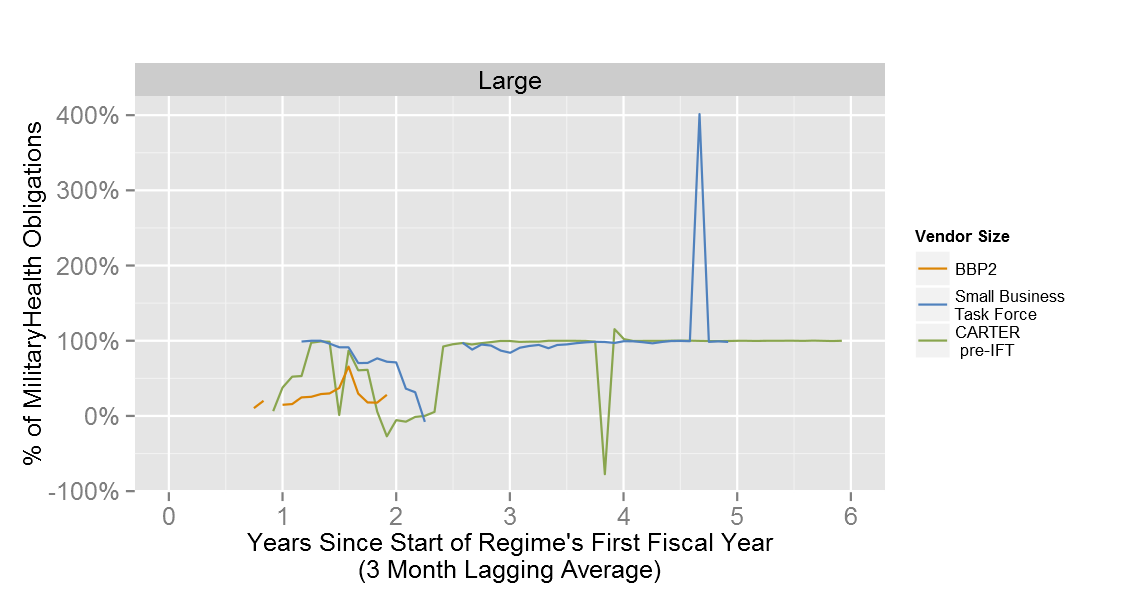 Large
400%
300%
200%
100%
0%
-100%
% of MilitaryHealth Obligations
0 1 2 3 4 5 6
Years Since Start of Regime's First Fiscal Year
(3 Month Lagging Average)
Vendor Size
BBP2
Small Business
Task Force
CARTER
pre-IFT